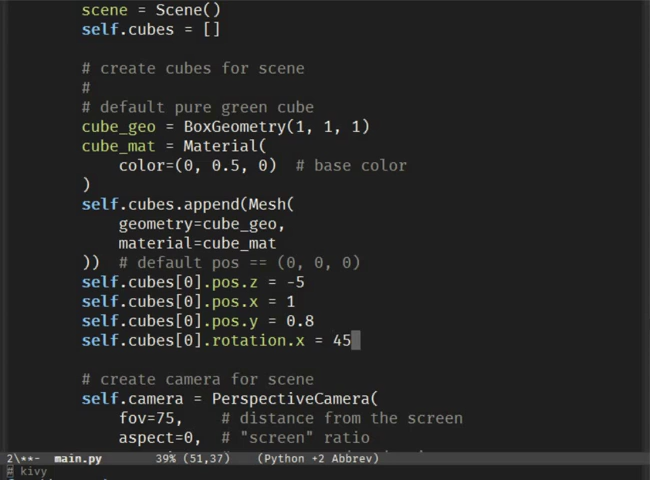 scene = Scene()
self.cubes = []
# create cubes for scene
#
# default pure green cube
cube_geo = BoxGeometry(1, 1, 1)
cube_mat = Material(
color=(0, 0.5, 0)  # base color
)
self.cubes.append(Mesh(
geometry=cube_geo,
material=cube_mat
))  # default pos == (0, 0, 0)
self.cubes[0].pos.z = -5
self.cubes[0].pos.x = 1
self.cubes[0].pos.y = 0.8
self.cubes[0].rotation.x = 45
# create camera for scene
self.camera = PerspectiveCamera(
fov=75,    # distance from the screen
aspect=0,  # "screen" ratio
2\**-  main.py       39% (51,37)    (Python +2 Abbrev)
# kivy